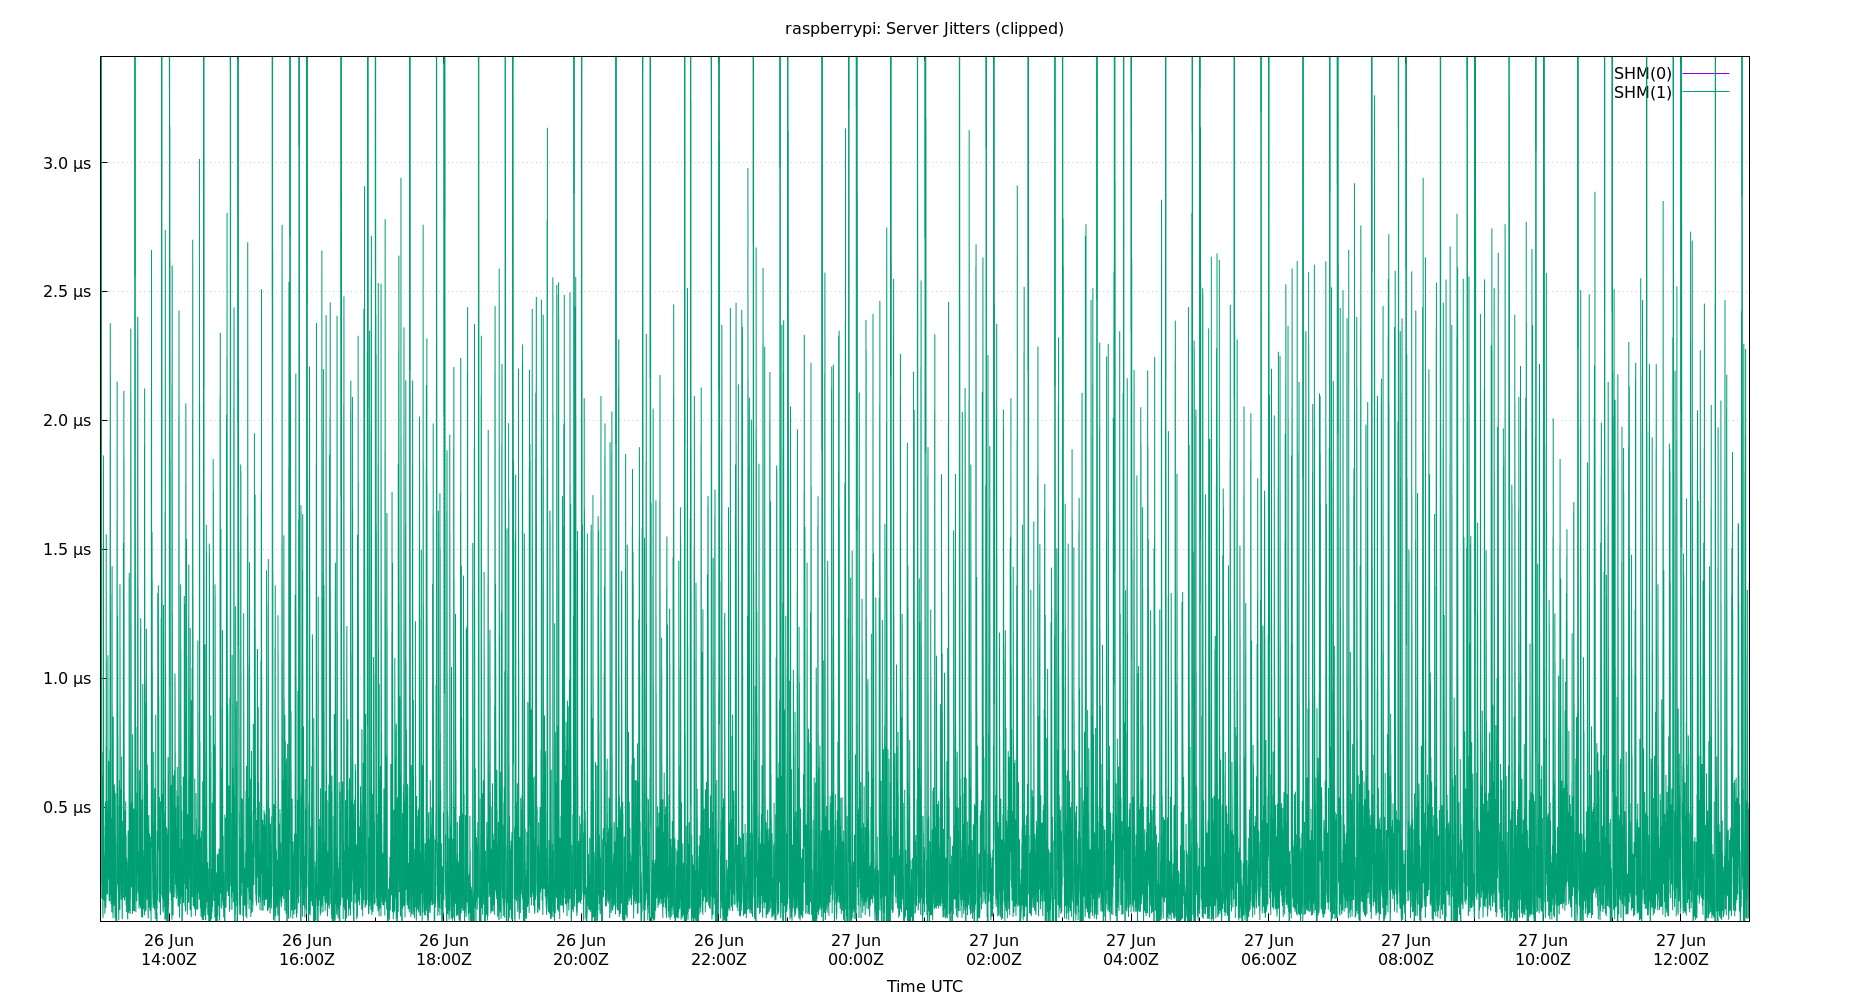 raspberrypi: Server Jitters (clipped)
SHM(0)
SHM(1)
3.0 µs
2.5 µs
2.0 µs
1.5 µs
1.0 µs
0.5 µs
26 Jun 26 Jun 26 Jun 26 Jun 26 Jun 27 Jun 27 Jun 27 Jun 27 Jun 27 Jun 27 Jun 27 Jun
14:00Z 16:00Z 18:00Z 20:00Z 22:00Z 00:00Z 02:00Z 04:00Z 06:00Z 08:00Z 10:00Z 12:00Z
Time UTC